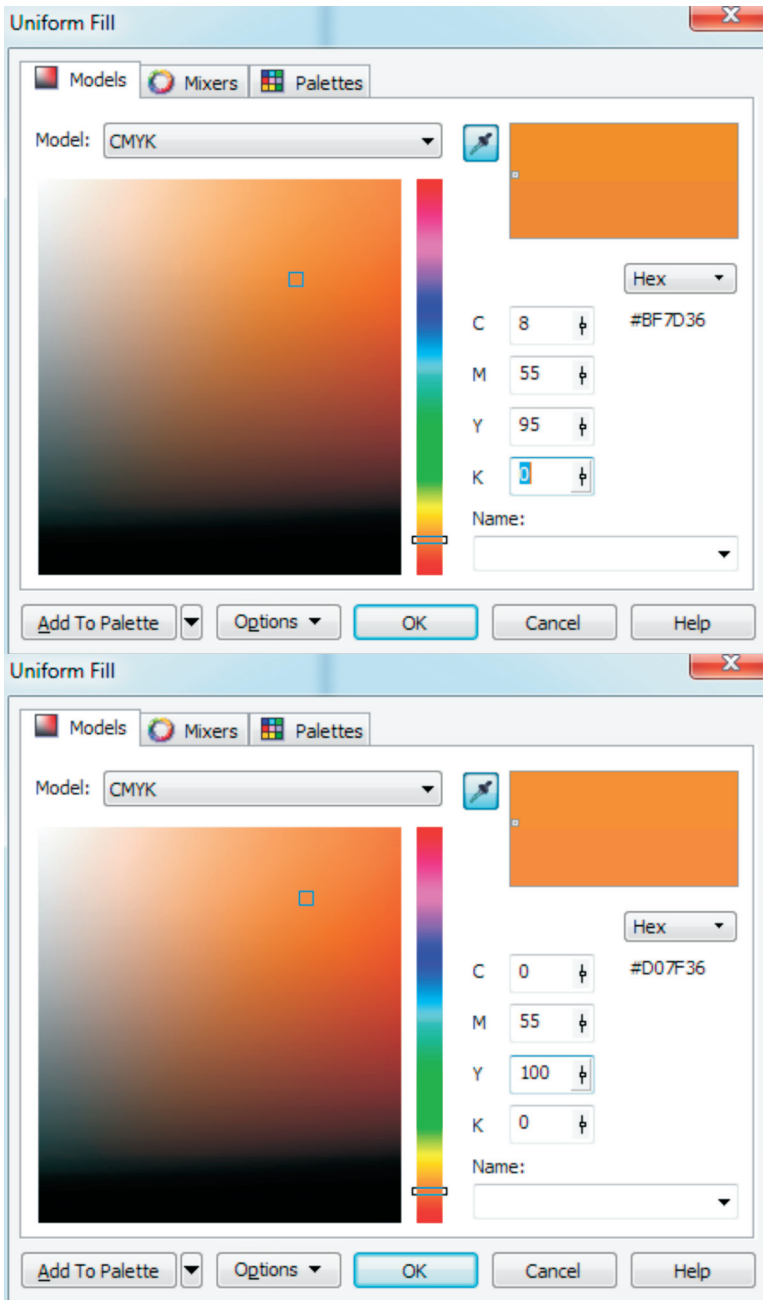 Uniform Fill
x
Models Mixers Palettes
Model: CMYK
Hex
C 8 #BF7D36
M 55
Y 95
K 0
Name:
Add To Palette Options OK Cancel Help
Uniform Fill
x
Models Mixers Palettes
Model: CMYK
Hex
C 0 #D07F36
M 55
Y 100
K 0
Name:
Add To Palette Options OK Cancel Help